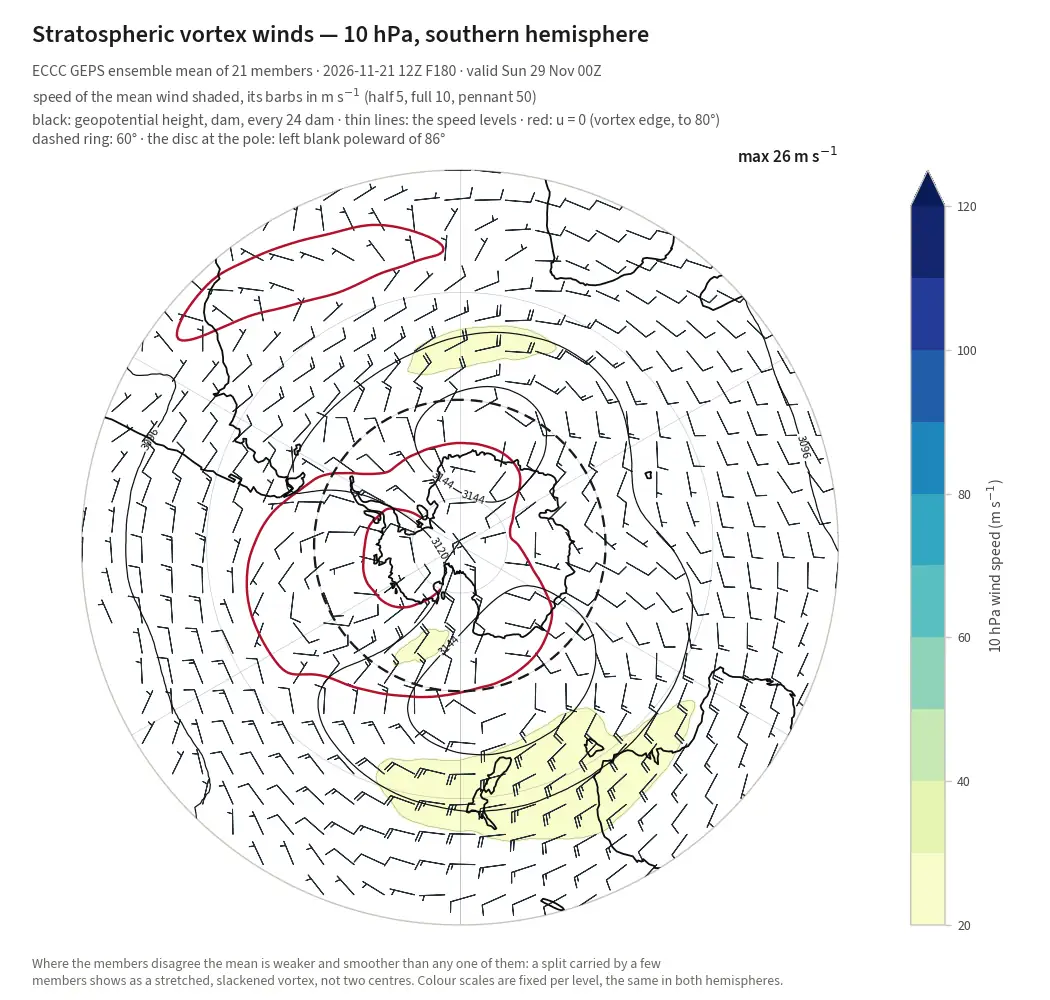 Stratospheric vortex winds — 10 hPa, southern hemisphere
ECCC GEPS ensemble mean of 21 members · 2026-11-21 12Z F180 · valid Sun 29 Nov 00Z
speed of the mean wind shaded, its barbs in m s⁻¹ (half 5, full 10, pennant 50)
black: geopotential height, dam, every 24 dam · thin lines: the speed levels · red: u = 0 (vortex edge, to 80°)
dashed ring: 60° · the disc at the pole: left blank poleward of 86°
max 26 m s⁻¹
120
100
80
60
40
20
10 hPa wind speed (m s⁻¹)
3096
3144
3144
3120
3144
Where the members disagree the mean is weaker and smoother than any one of them: a split carried by a few
members shows as a stretched, slackened vortex, not two centres. Colour scales are fixed per level, the same in both hemispheres.